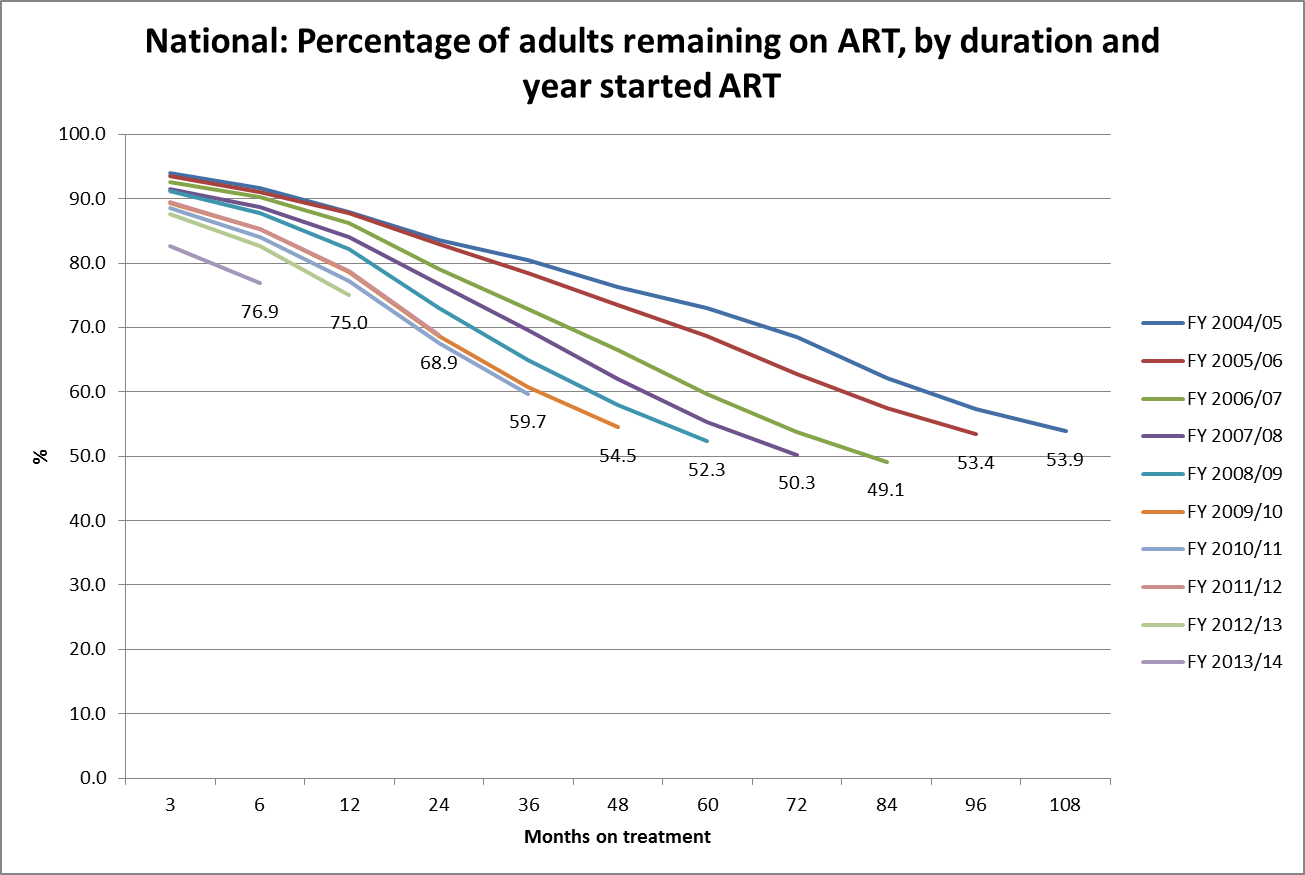 National: Percentage of adults remaining on ART, by duration and
year started ART
100.0
90.0
80.0
70.0
60.0
50.0
40.0
30.0
20.0
10.0
0.0
%
76.9
75.0
68.9
59.7
54.5
52.3
50.3
49.1
53.4
53.9
3 6 12 24 36 48 60 72 84 96 108
Months on treatment
FY 2004/05
FY 2005/06
FY 2006/07
FY 2007/08
FY 2008/09
FY 2009/10
FY 2010/11
FY 2011/12
FY 2012/13
FY 2013/14